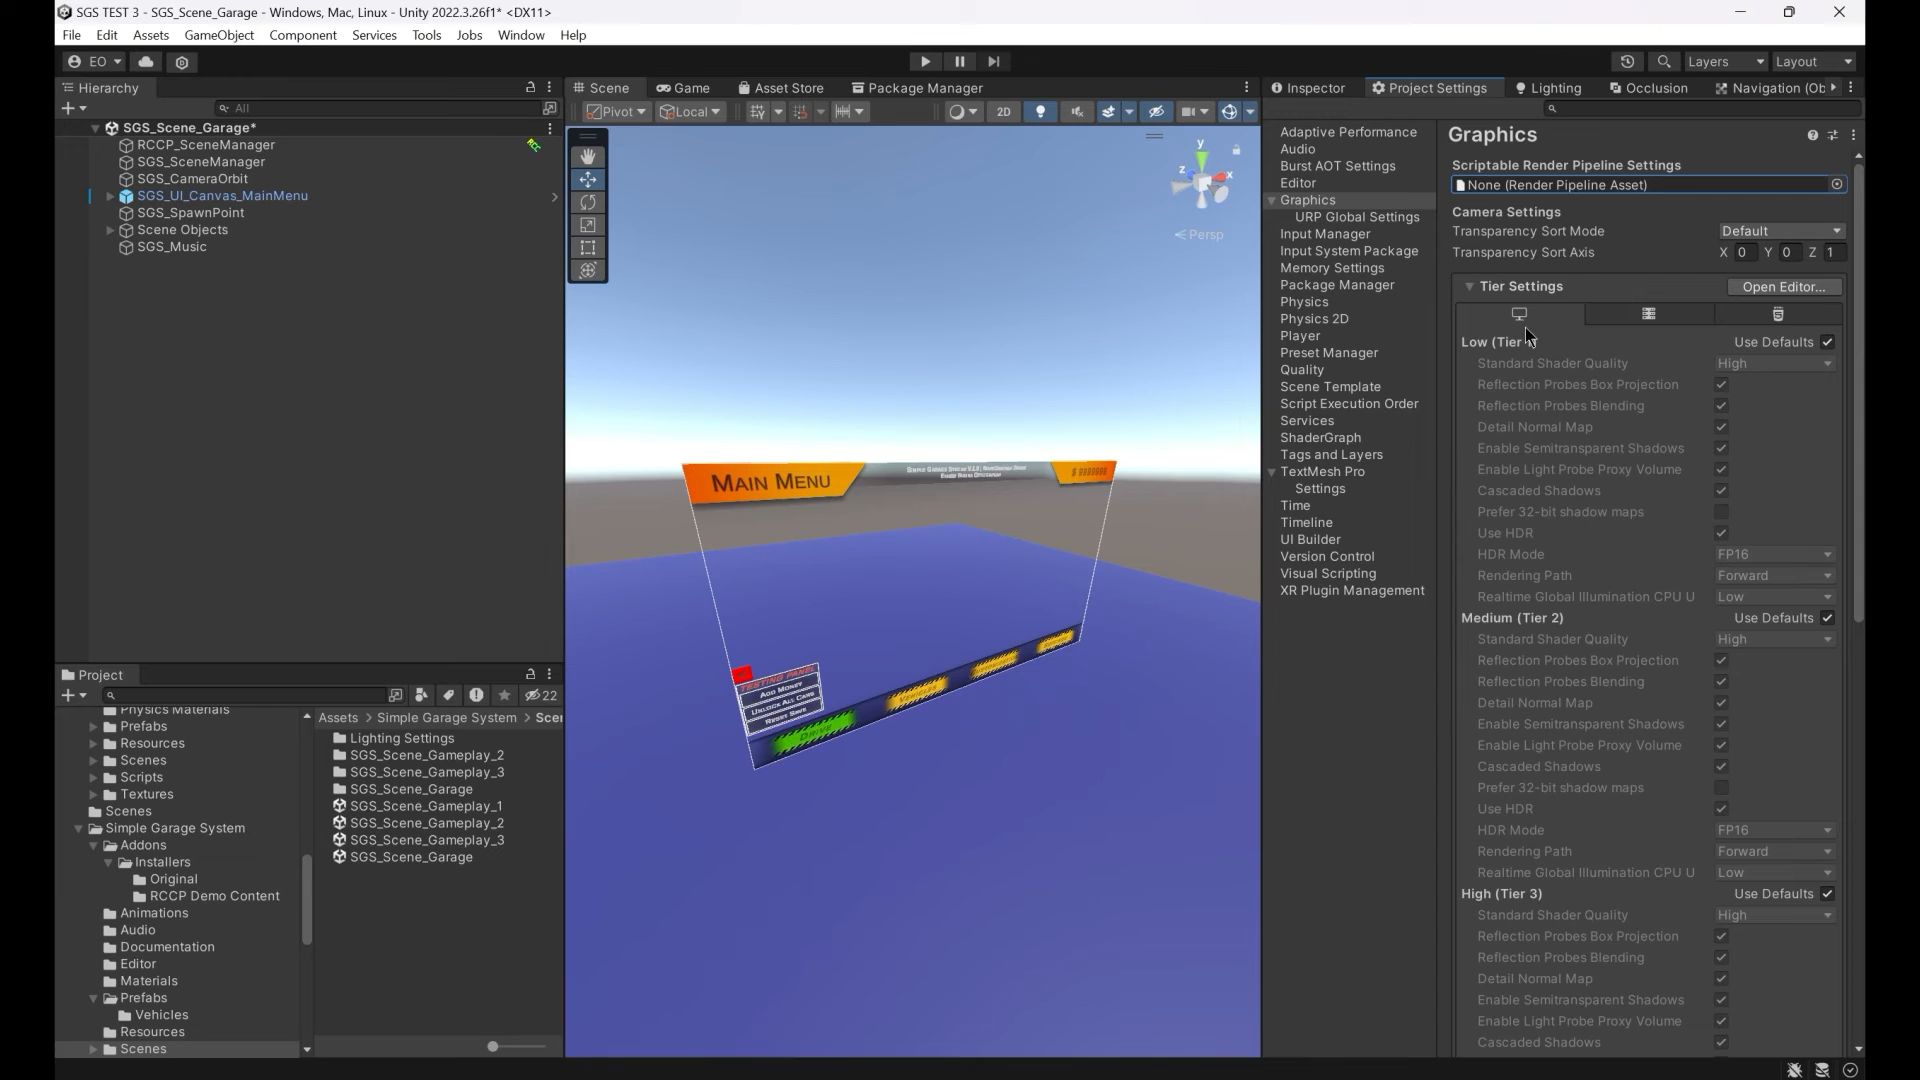 SGS TEST 3 - SGS_Scene_Garage - Windows, Mac, Linux - Unity 2022.3.26f1* <DX11>
File Edit Assets GameObject Component Services Tools Jobs Window Help
EO Layers Layout
Hierarchy
All
SGS_Scene_Garage*
RCCP_SceneManager
SGS_SceneManager
SGS_CameraOrbit
SGS_UI_Canvas_MainMenu
SGS_SpawnPoint
Scene Objects
SGS_Music
Scene Game Asset Store Package Manager
Pivot Local 2D
y
z x
Persp
MAIN MENU
$ 9999999
TESTING PANEL
ADD MONEY
UNLOCK ALL CARS
RESET SAVE
DRIVE
VEHICLES
Project
22
Physics Materials
Prefabs
Resources
Scenes
Scripts
Textures
Scenes
Simple Garage System
Addons
Installers
Original
RCCP Demo Content
Animations
Audio
Documentation
Editor
Materials
Prefabs
Vehicles
Resources
Scenes
Assets > Simple Garage System > Scen
Lighting Settings
SGS_Scene_Gameplay_2
SGS_Scene_Gameplay_3
SGS_Scene_Garage
SGS_Scene_Gameplay_1
SGS_Scene_Gameplay_2
SGS_Scene_Gameplay_3
SGS_Scene_Garage
Inspector Project Settings Lighting Occlusion Navigation (Ob
Adaptive Performance
Audio
Burst AOT Settings
Editor
Graphics
URP Global Settings
Input Manager
Input System Package
Memory Settings
Package Manager
Physics
Physics 2D
Player
Preset Manager
Quality
Scene Template
Script Execution Order
Services
ShaderGraph
Tags and Layers
TextMesh Pro
Settings
Time
Timeline
UI Builder
Version Control
Visual Scripting
XR Plugin Management
Graphics
Scriptable Render Pipeline Settings
None (Render Pipeline Asset)
Camera Settings
Transparency Sort Mode Default
Transparency Sort Axis X 0 Y 0 Z 1
Tier Settings Open Editor...
Low (Tier Use Defaults
Standard Shader Quality High
Reflection Probes Box Projection
Reflection Probes Blending
Detail Normal Map
Enable Semitransparent Shadows
Enable Light Probe Proxy Volume
Cascaded Shadows
Prefer 32-bit shadow maps
Use HDR
HDR Mode FP16
Rendering Path Forward
Realtime Global Illumination CPU U Low
Medium (Tier 2) Use Defaults
Standard Shader Quality High
Reflection Probes Box Projection
Reflection Probes Blending
Detail Normal Map
Enable Semitransparent Shadows
Enable Light Probe Proxy Volume
Cascaded Shadows
Prefer 32-bit shadow maps
Use HDR
HDR Mode FP16
Rendering Path Forward
Realtime Global Illumination CPU U Low
High (Tier 3) Use Defaults
Standard Shader Quality High
Reflection Probes Box Projection
Reflection Probes Blending
Detail Normal Map
Enable Semitransparent Shadows
Enable Light Probe Proxy Volume
Cascaded Shadows